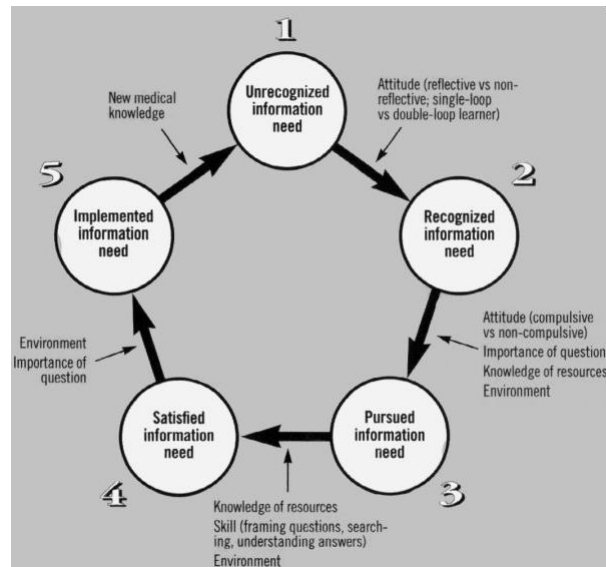 1
Unrecognized
information
need
Attitude (reflective vs non-
reflective; single-loop
vs double-loop learner)
2
Recognized
information
need
Attitude (compulsive
vs non-compulsive)
Importance of question
Knowledge of resources
Environment
3
Pursued
information
need
Knowledge of resources
Skill (framing questions, search-
ing, understanding answers)
Environment
4
Satisfied
information
need
Environment
Importance of
question
5
Implemented
information
need
New medical
knowledge